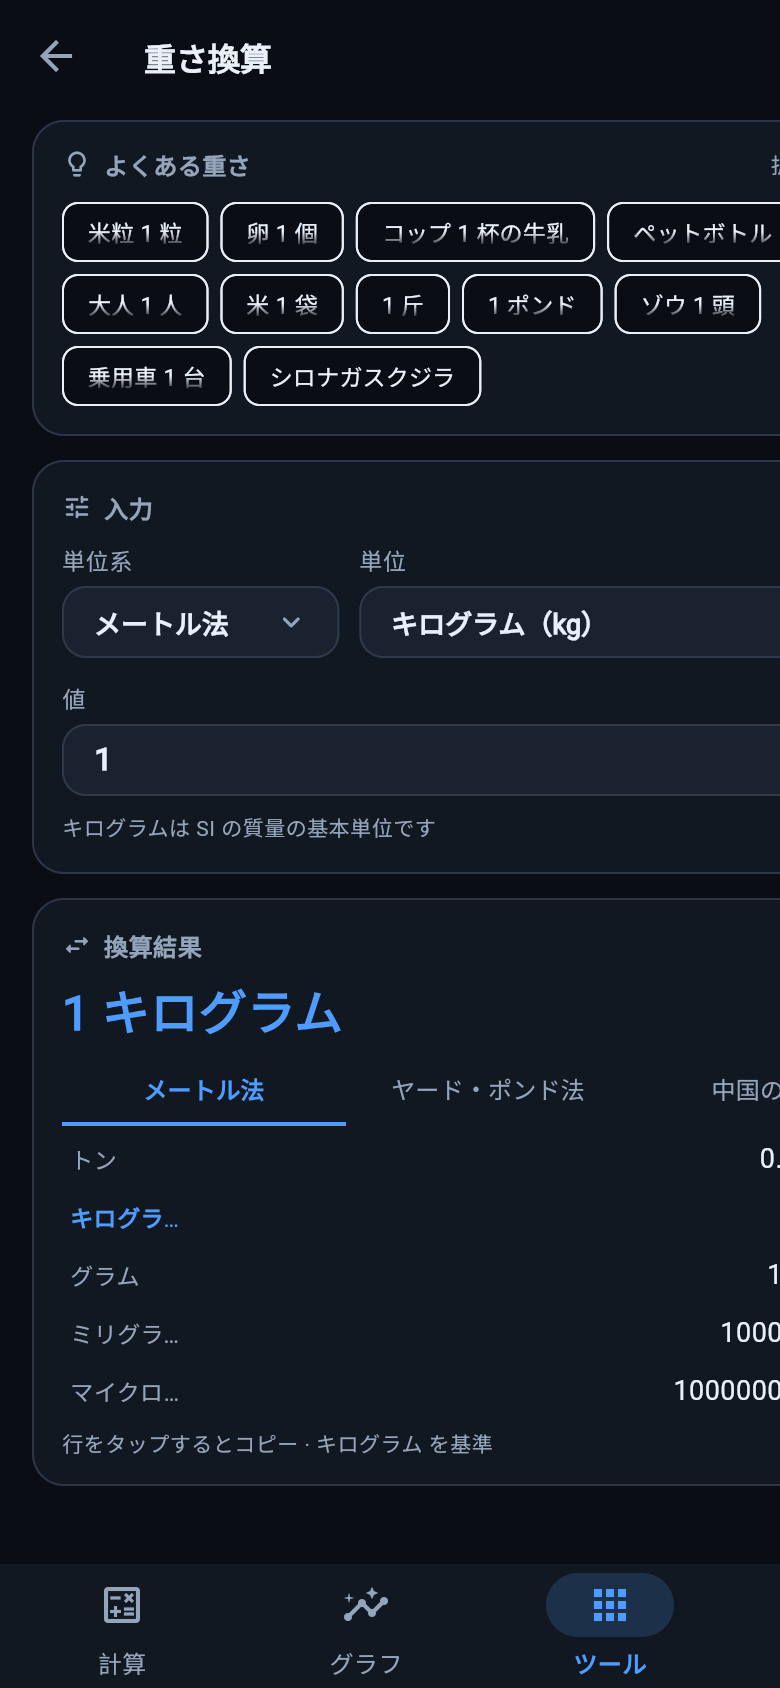 重さ換算
よくある重さ
米粒 1 粒 卵 1 個 コップ 1 杯の牛乳 ペットボトル
大人 1 人 米 1 袋 1 斤 1 ポンド ゾウ 1 頭
乗用車 1 台 シロナガスクジラ
入力
単位系 単位
メートル法 キログラム（kg）
値
1
キログラムは SI の質量の基本単位です
換算結果
1 キログラム
メートル法 ヤード・ポンド法 中国の
トン 0.
キログラ…
グラム 1
ミリグラ… 1000
マイクロ… 1000000
行をタップするとコピー · キログラム を基準
計算 グラフ ツール